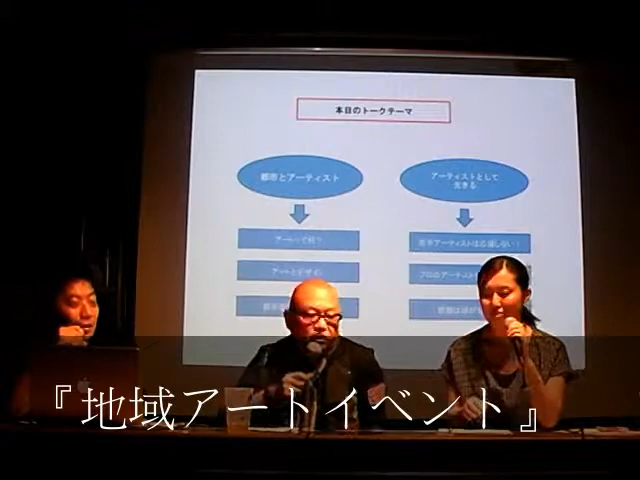 本日のトークテーマ
都市とアーティスト
アーティストとして
生きる
アートって何?
若手アーティストは応援しない!
アートとデザイン
プロのアーティスト
『地域アートイベント』